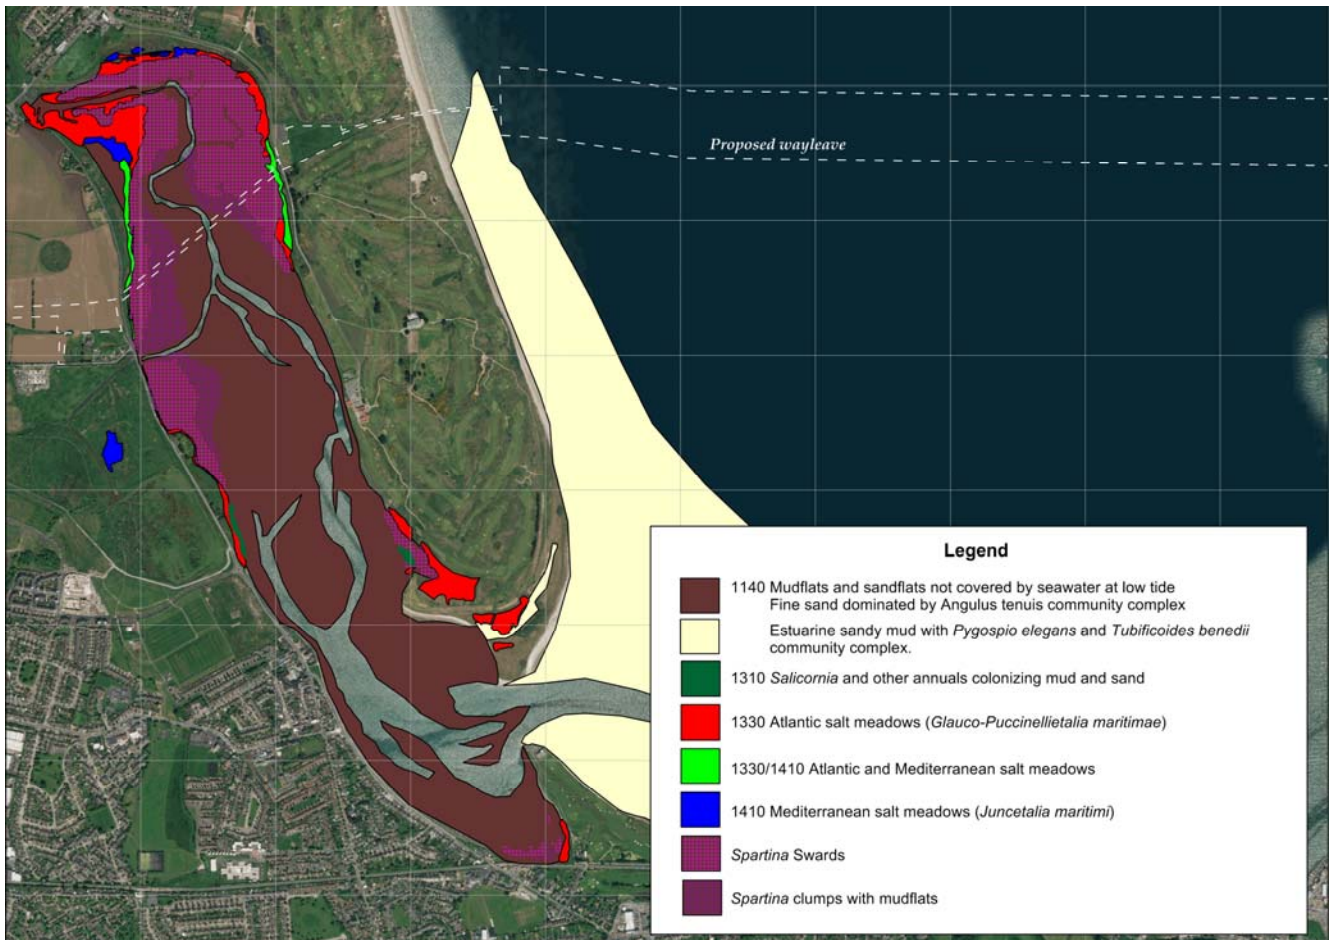 Proposed wayleave
Legend
1140 Mudflats and sandflats not covered by seawater at low tide
Fine sand dominated by Angulus tenuis community complex
Estuarine sandy mud with Pygospio elegans and Tubificoides benedii
community complex.
1310 Salicornia and other annuals colonizing mud and sand
1330 Atlantic salt meadows (Glauco-Puccinellietalia maritimae)
1330/1410 Atlantic and Mediterranean salt meadows
1410 Mediterranean salt meadows (Juncetalia maritimi)
Spartina Swards
Spartina clumps with mudflats